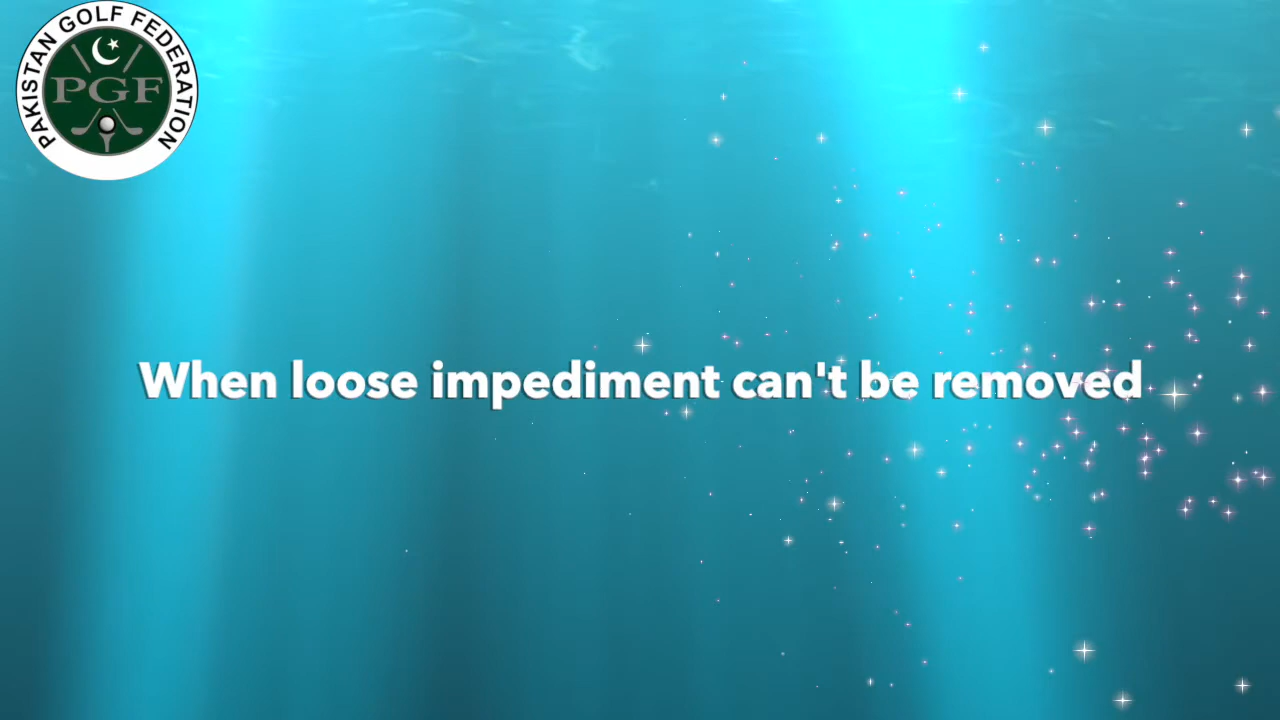 PAKISTAN GOLF FEDERATION
PGF
When loose impediment can't be removed